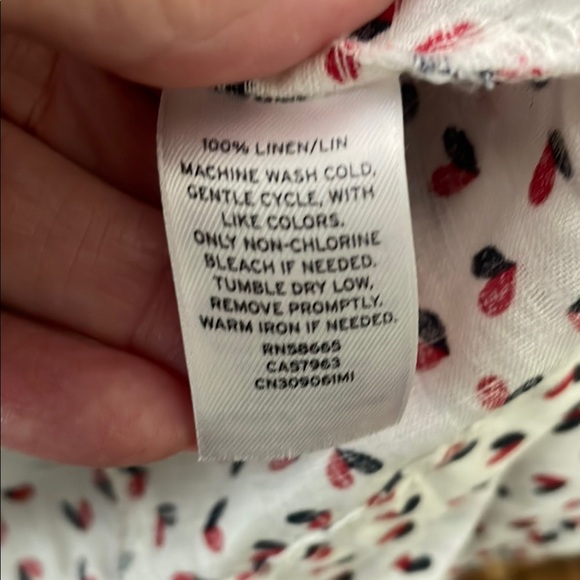 100% LINEN/LIN
MACHINE WASH COLD,
GENTLE CYCLE, WITH
LIKE COLORS.
ONLY NON-CHLORINE
BLEACH IF NEEDED.
TUMBLE DRY LOW,
REMOVE PROMPTLY.
WARM IRON IF NEEDED.
RN58665
CA57963
CN309061MI